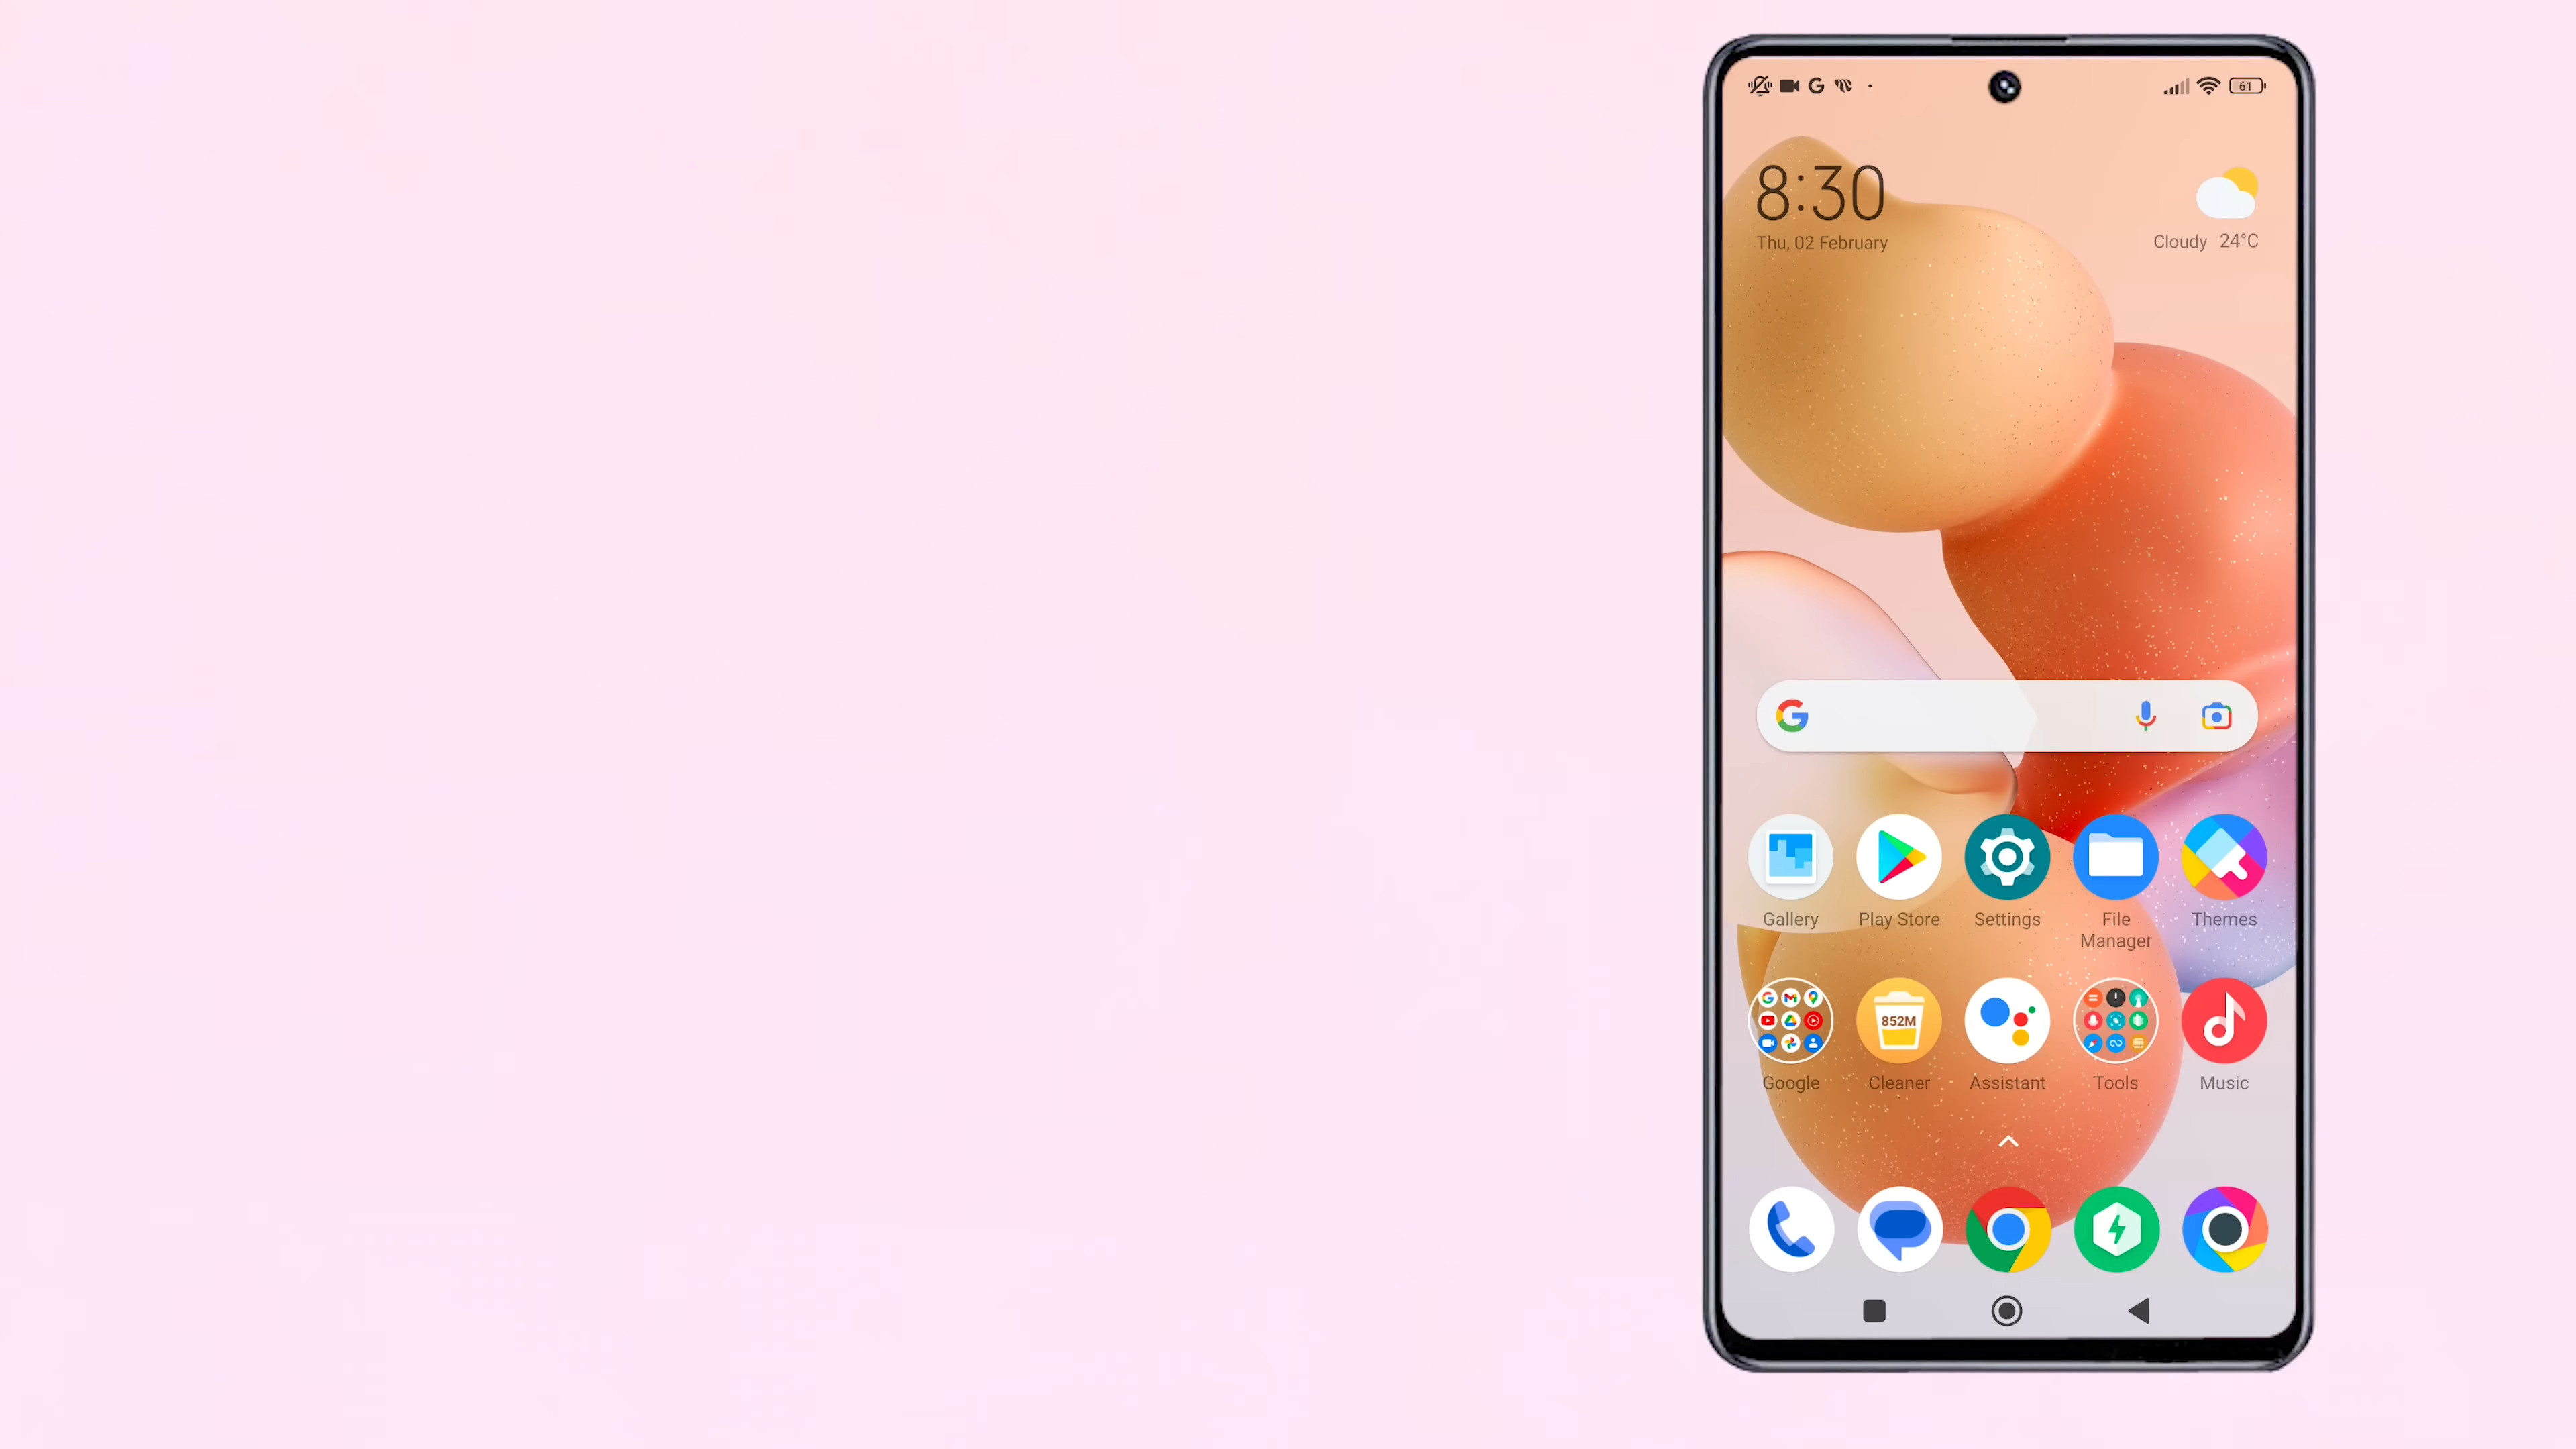 61
8:30
Thu, 02 February
Cloudy 24°C
Gallery
Play Store
Settings
File
Manager
Themes
852M
Google
Cleaner
Assistant
Tools
Music